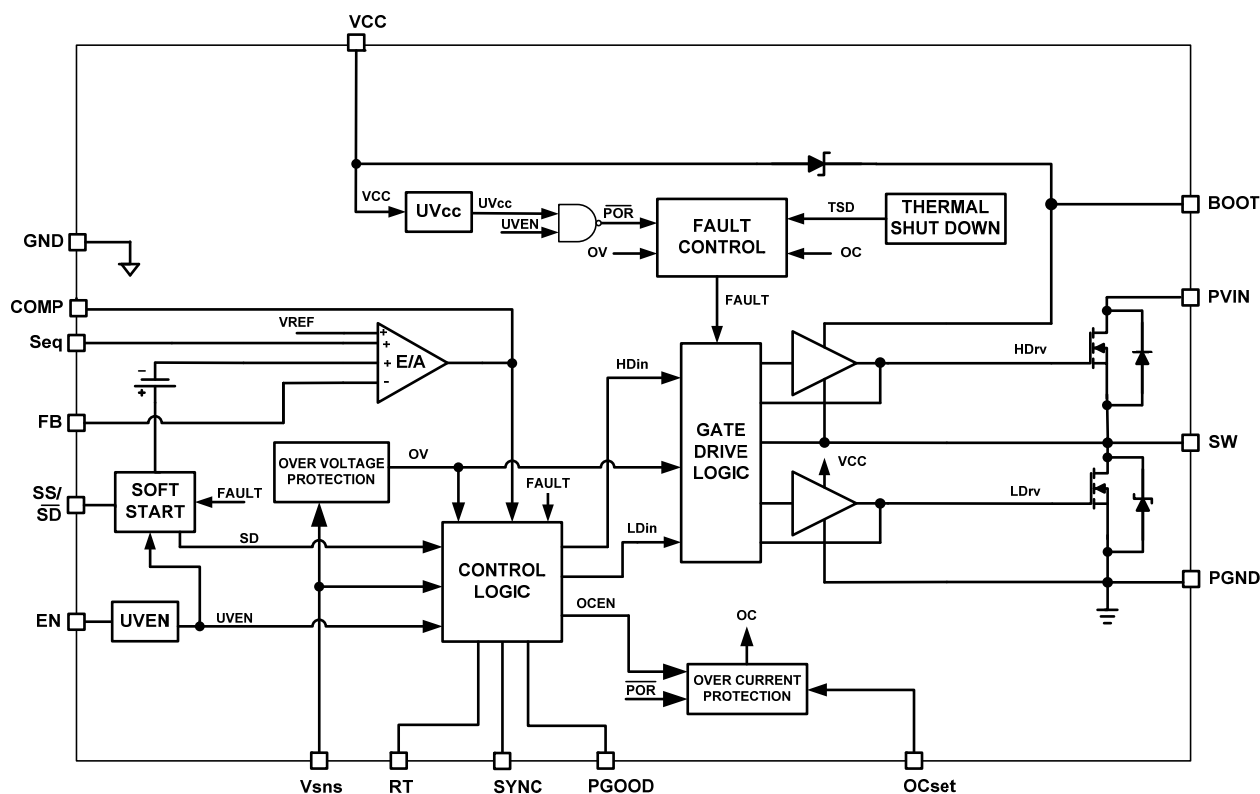 VCC
VCC
UVcc
UVcc
UVEN
POR
OV
FAULT
CONTROL
TSD
OC
THERMAL
SHUT DOWN
BOOT
GND
COMP
Seq
FB
VREF
+
+
+
-
E/A
–
+
FAULT
HDin
GATE
DRIVE
LOGIC
HDrv
PVIN
SW
VCC
LDrv
PGND
OVER VOLTAGE
PROTECTION
OV
SS/
SD
SOFT
START
FAULT
SD
FAULT
CONTROL
LOGIC
LDin
OCEN
EN
UVEN
UVEN
OC
POR
OVER CURRENT
PROTECTION
Vsns
RT
SYNC
PGOOD
OCset